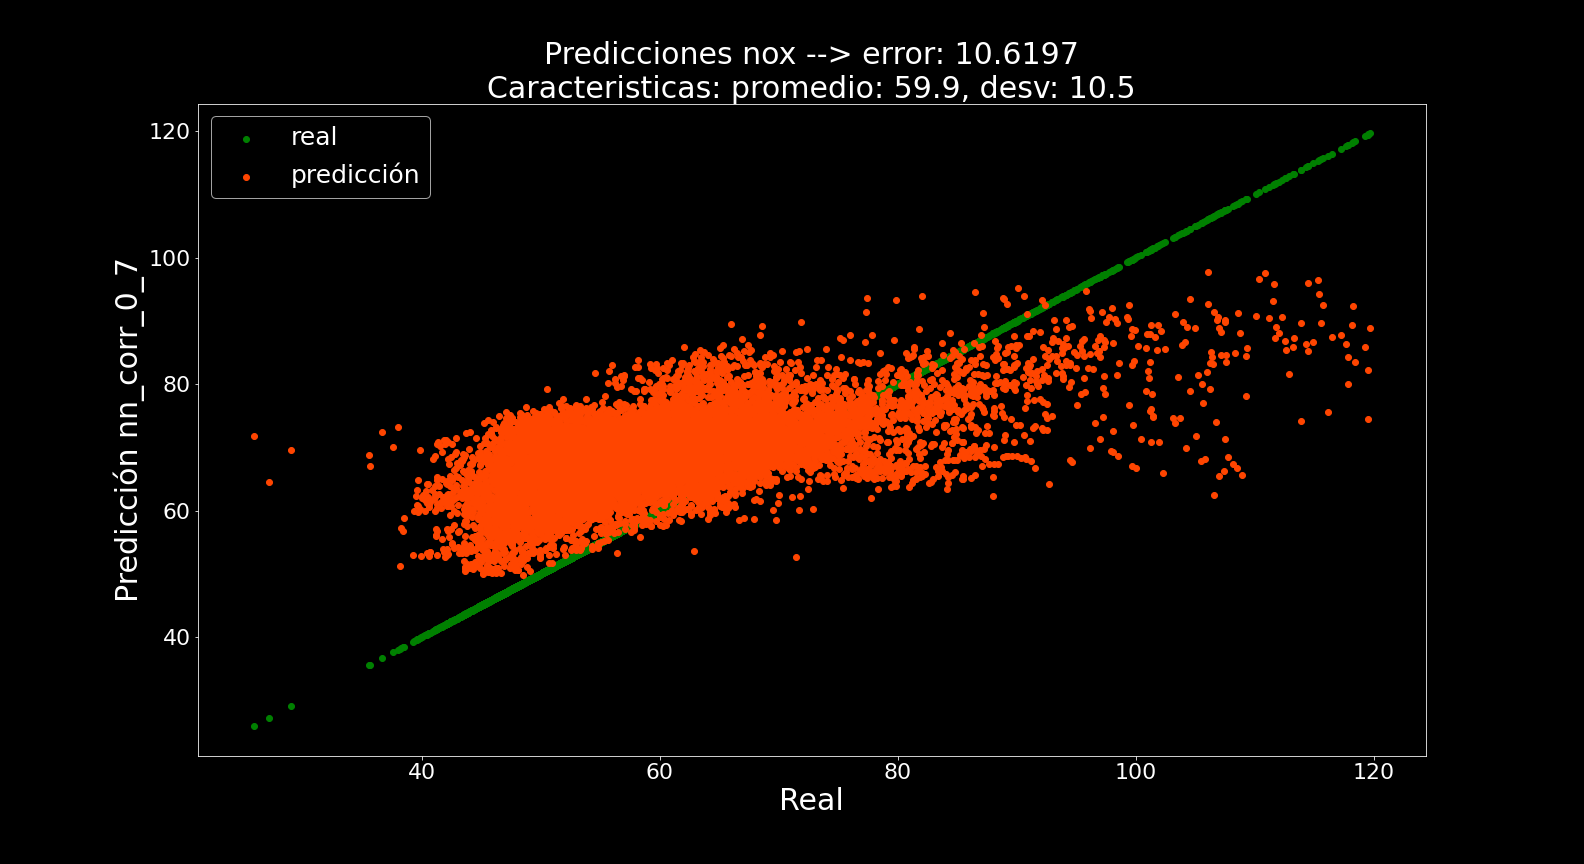 Predicciones nox --> error: 10.6197
Caracteristicas: promedio: 59.9, desv: 10.5
real
predicción
120
100
80
60
40
Predicción nn_corr_0_7
40 60 80 100 120
Real